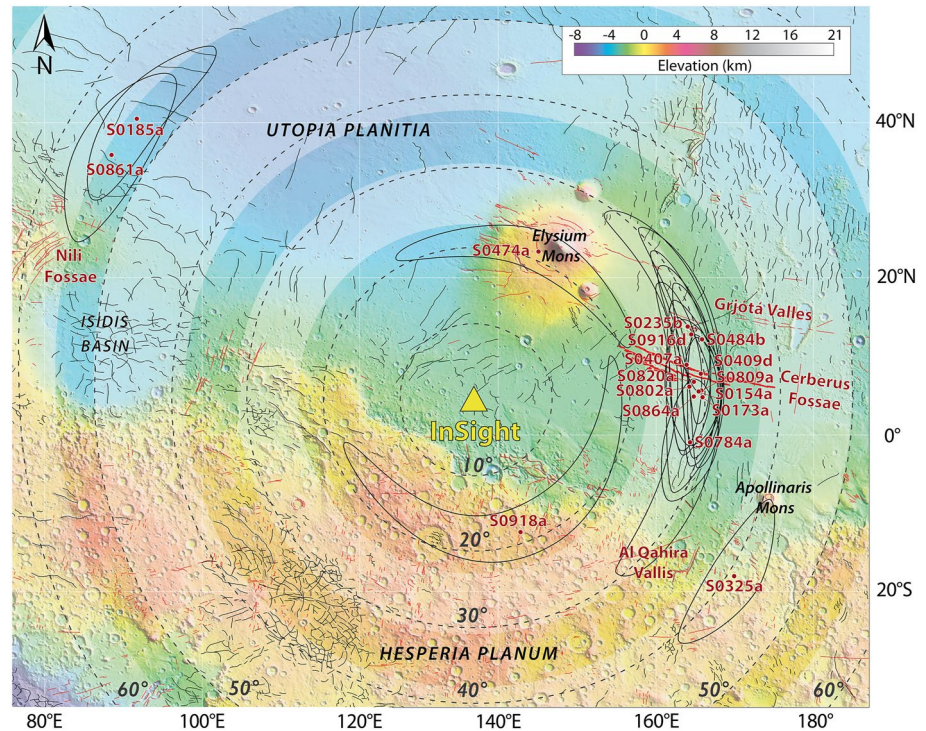 N
-8 -4 0 4 8 12 16 21
Elevation (km)
S0185a
UTOPIA PLANITIA
40°N
S0861a
Nili
Fossae
S0474a
Elysium
Mons
20°N
ISIDIS
BASIN
Grjotá Valles
S0235b
S0916d
S0484b
S0407a
S0409d
S0820a
S0809a
Cerberus
Fossae
S0802a
S0154a
S0864a
S0173a
InSight
S0784a
0°
10°
Apollinaris
Mons
S0918a
20°
Al Qahira
Vallis
S0325a
20°S
30°
HESPERIA PLANUM
60°
50°
40°
50°
60°
80°E 100°E 120°E 140°E 160°E 180°